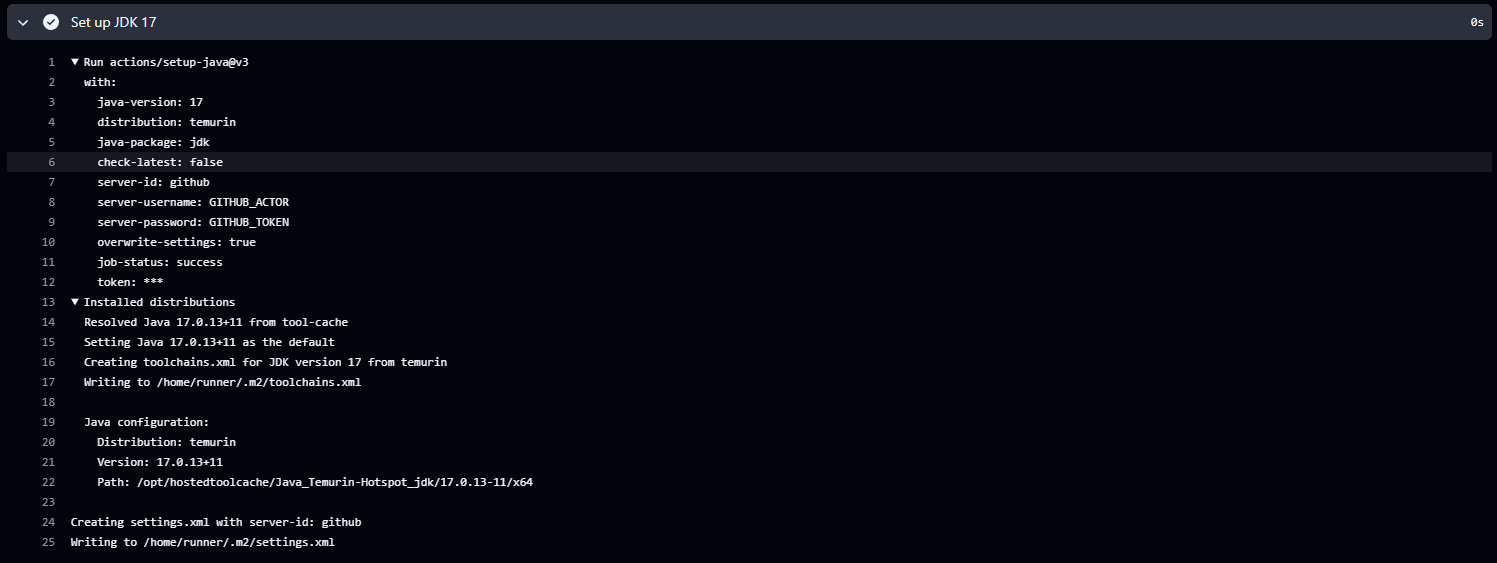 Set up JDK 17 0s
1 ▼ Run actions/setup-java@v3
2 with:
3 java-version: 17
4 distribution: temurin
5 java-package: jdk
6 check-latest: false
7 server-id: github
8 server-username: GITHUB_ACTOR
9 server-password: GITHUB_TOKEN
10 overwrite-settings: true
11 job-status: success
12 token: ***
13 ▼ Installed distributions
14 Resolved Java 17.0.13+11 from tool-cache
15 Setting Java 17.0.13+11 as the default
16 Creating toolchains.xml for JDK version 17 from temurin
17 Writing to /home/runner/.m2/toolchains.xml
18
19 Java configuration:
20 Distribution: temurin
21 Version: 17.0.13+11
22 Path: /opt/hostedtoolcache/Java_Temurin-Hotspot_jdk/17.0.13-11/x64
23
24 Creating settings.xml with server-id: github
25 Writing to /home/runner/.m2/settings.xml